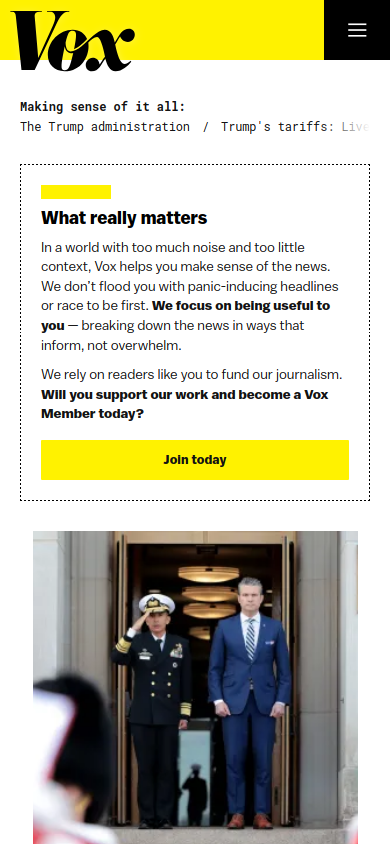 Vox
Making sense of it all:
The Trump administration / Trump's tariffs: Live
What really matters
In a world with too much noise and too little
context, Vox helps you make sense of the news.
We don't flood you with panic-inducing headlines
or race to be first. We focus on being useful to
you — breaking down the news in ways that
inform, not overwhelm.
We rely on readers like you to fund our journalism.
Will you support our work and become a Vox
Member today?
Join today